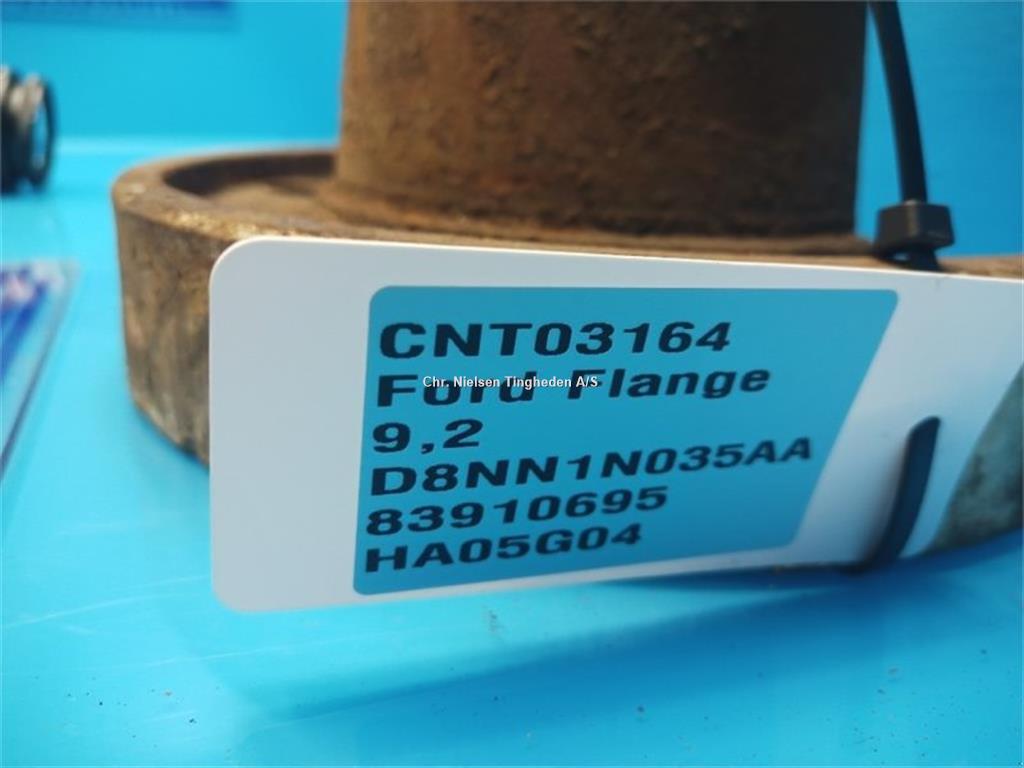 CNT03164
Ford Flange
Chr. Nielsen Tingheden A/S
9,2
D8NN1N035AA
83910695
HA05G04